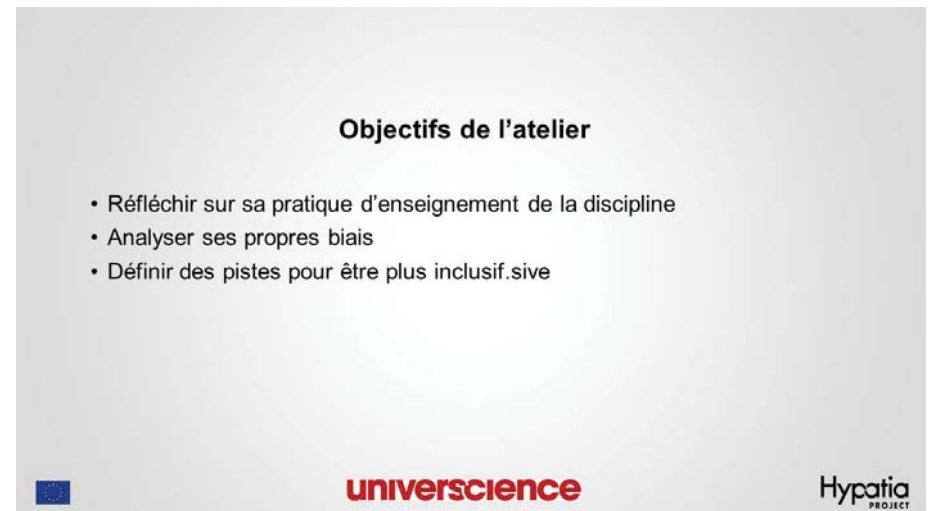 Objectifs de l’atelier
• Réfléchir sur sa pratique d’enseignement de la discipline
• Analyser ses propres biais
• Définir des pistes pour être plus inclusif.sive
universcience
Hypatia
PROJECT